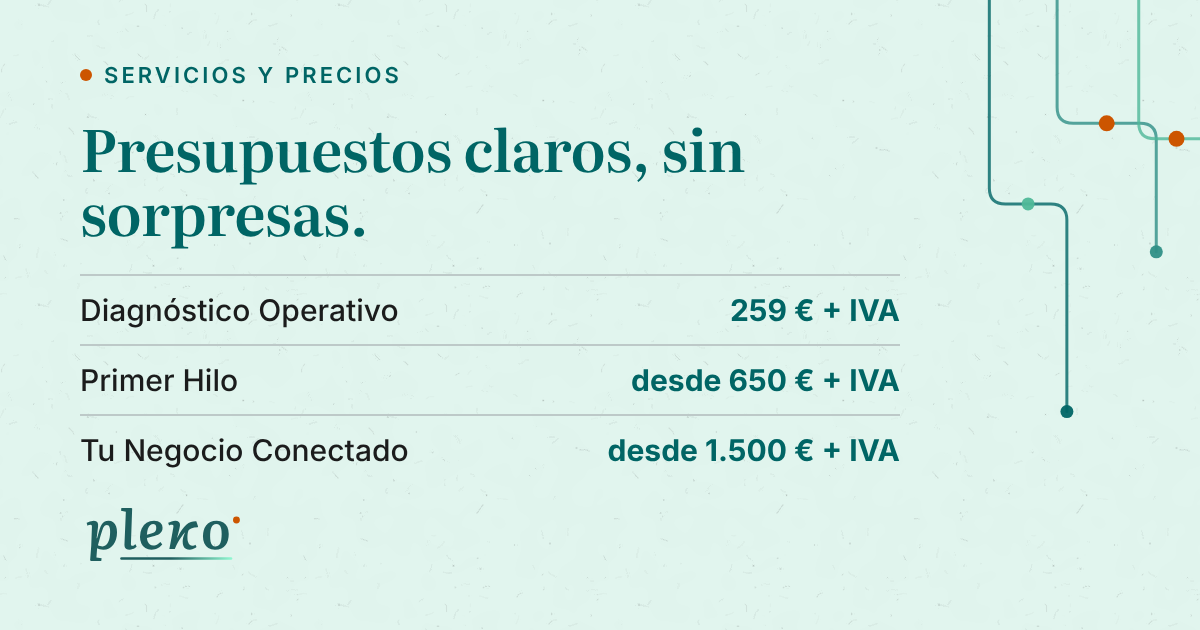 SERVICIOS Y PRECIOS
Presupuestos claros, sin
sorpresas.
Diagnóstico Operativo 259 € + IVA
Primer Hilo desde 650 € + IVA
Tu Negocio Conectado desde 1.500 € + IVA
plexo